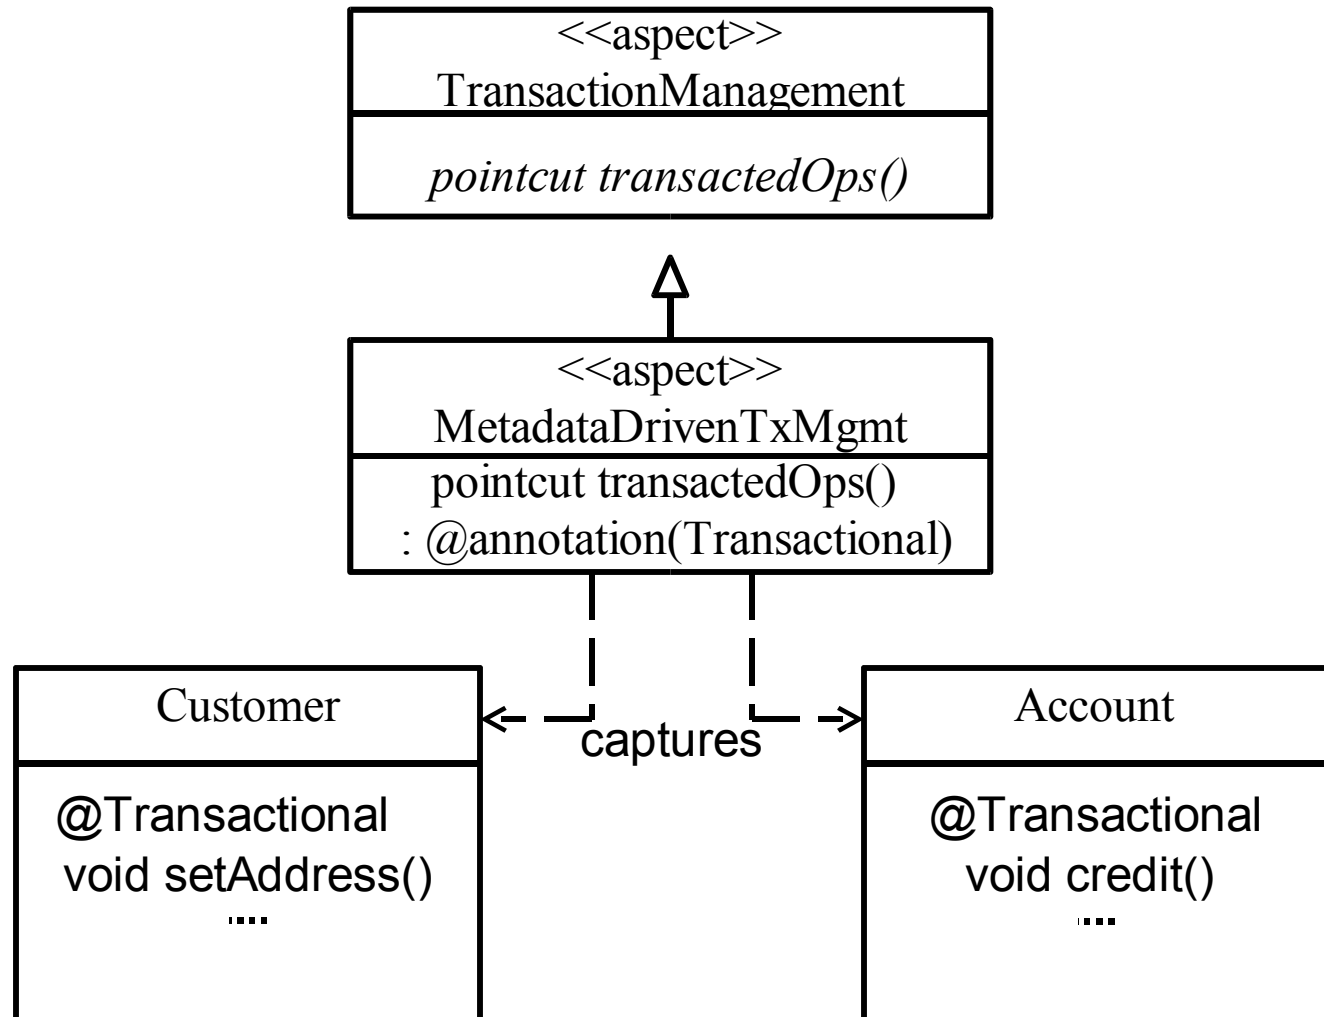 <<aspect>>
TransactionManagement
pointcut transactedOps()
<<aspect>>
MetadataDrivenTxMgmt
pointcut transactedOps()
: @annotation(Transactional)
captures
Customer
@Transactional
void setAddress()
....
Account
@Transactional
void credit()
....